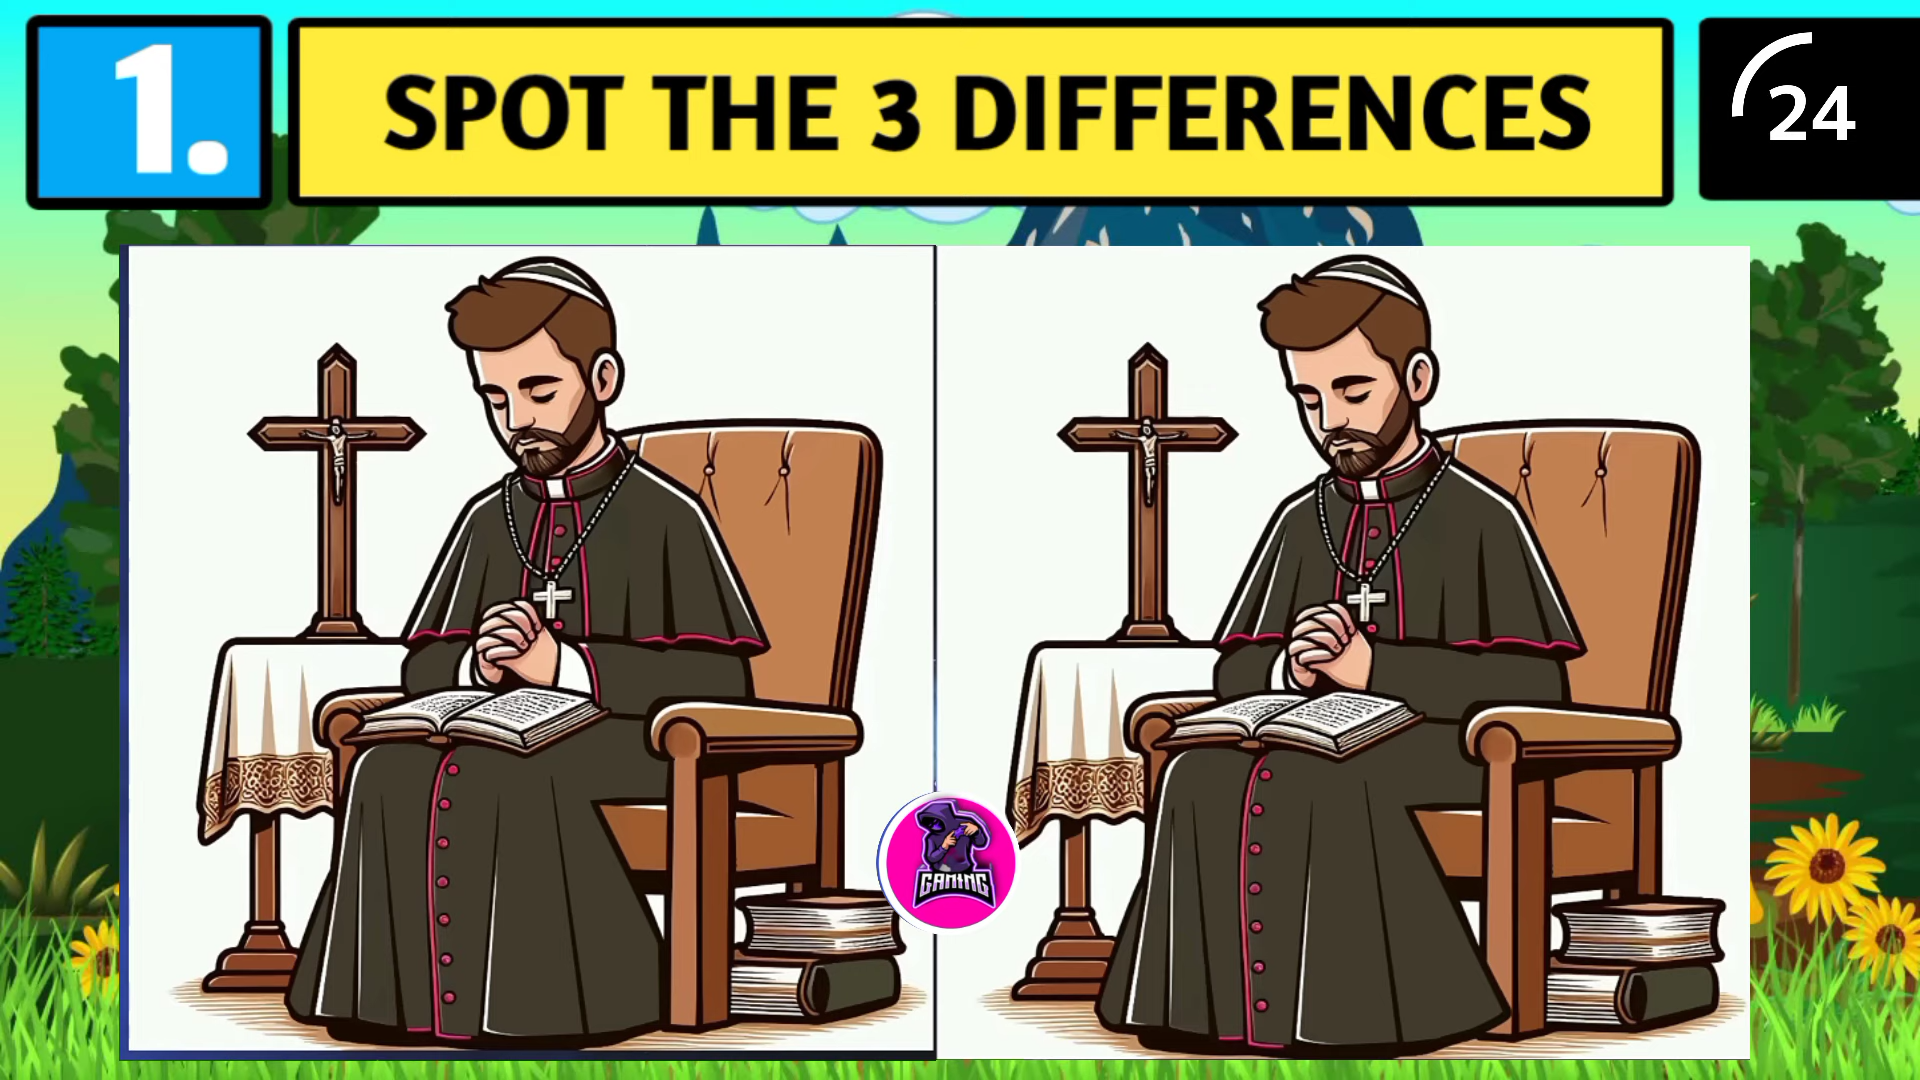 1.
SPOT THE 3 DIFFERENCES
24
GAMING